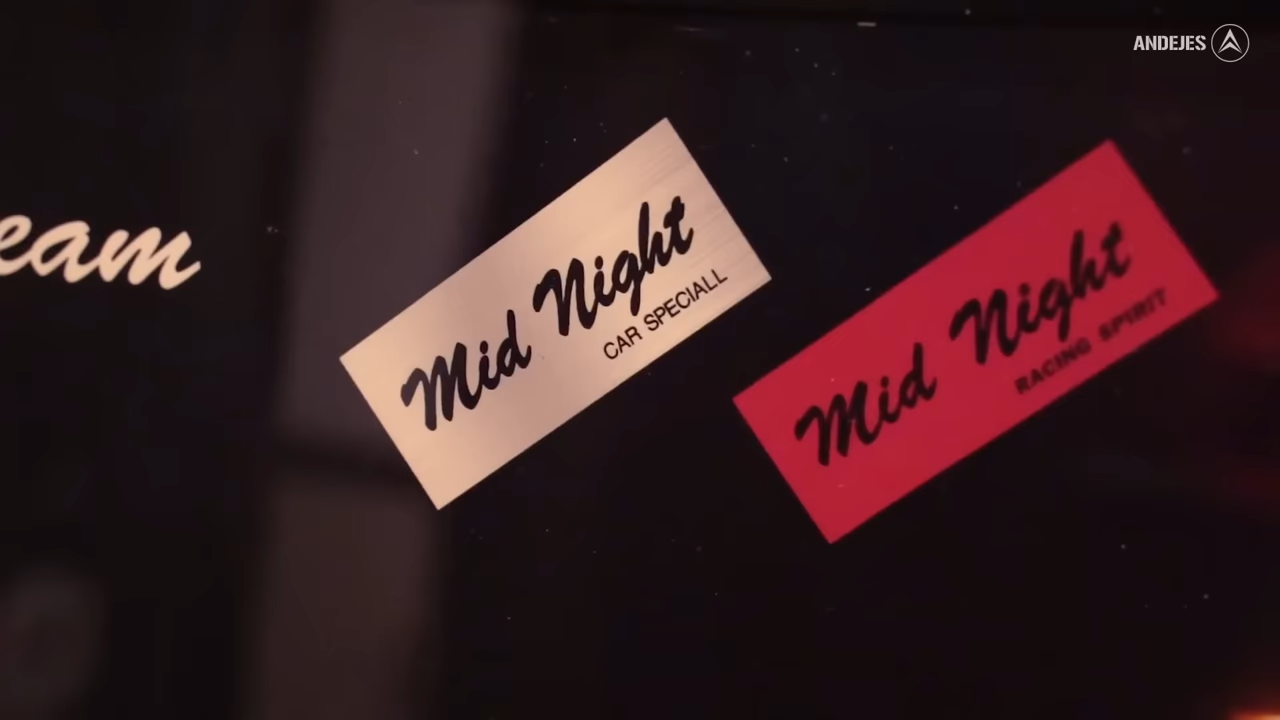 ANDEJES
eam
Mid Night
CAR SPECIALL
Mid Night
RACING SPIRIT